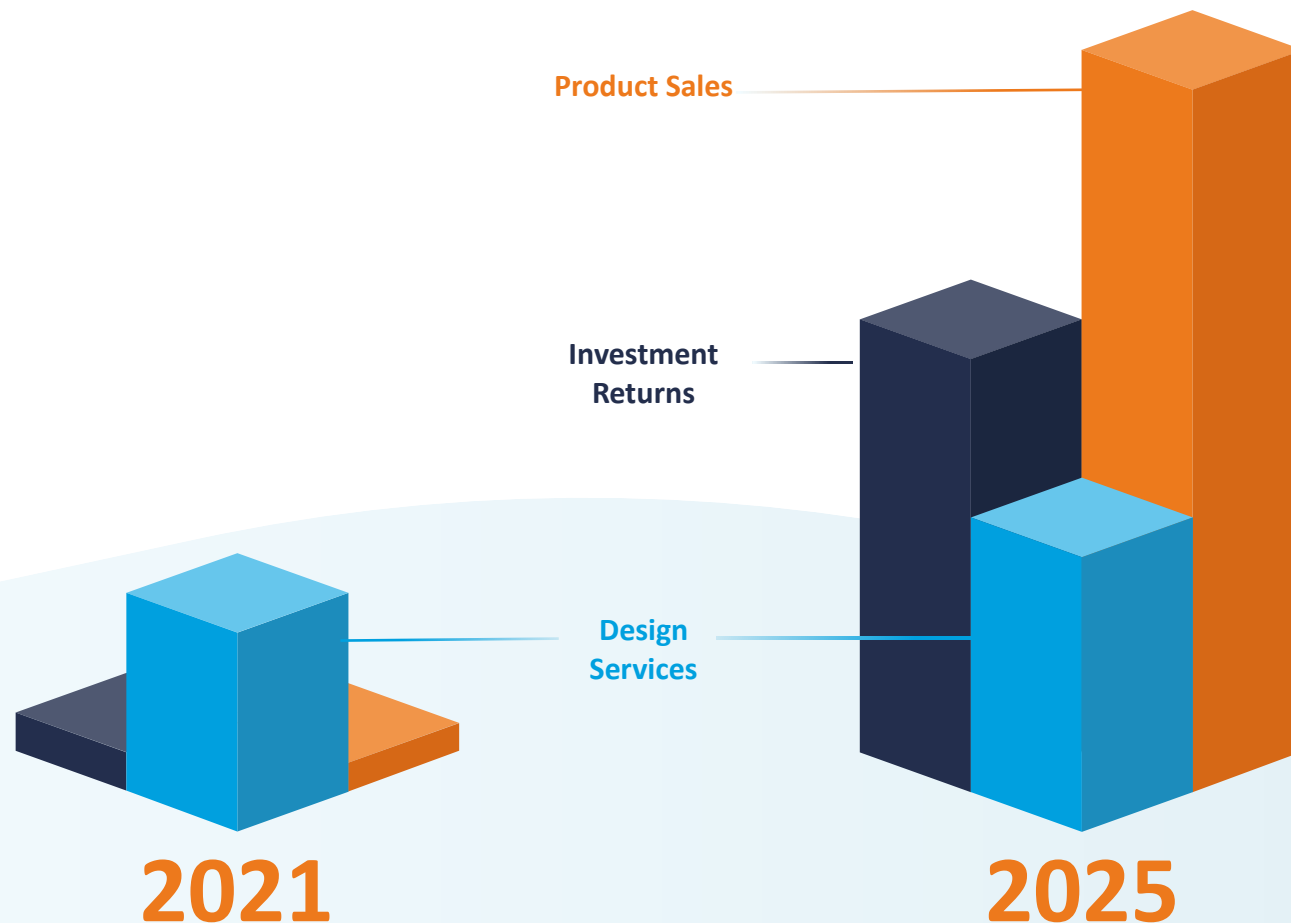 Product Sales
Investment
Returns
Design
Services
2021
2025